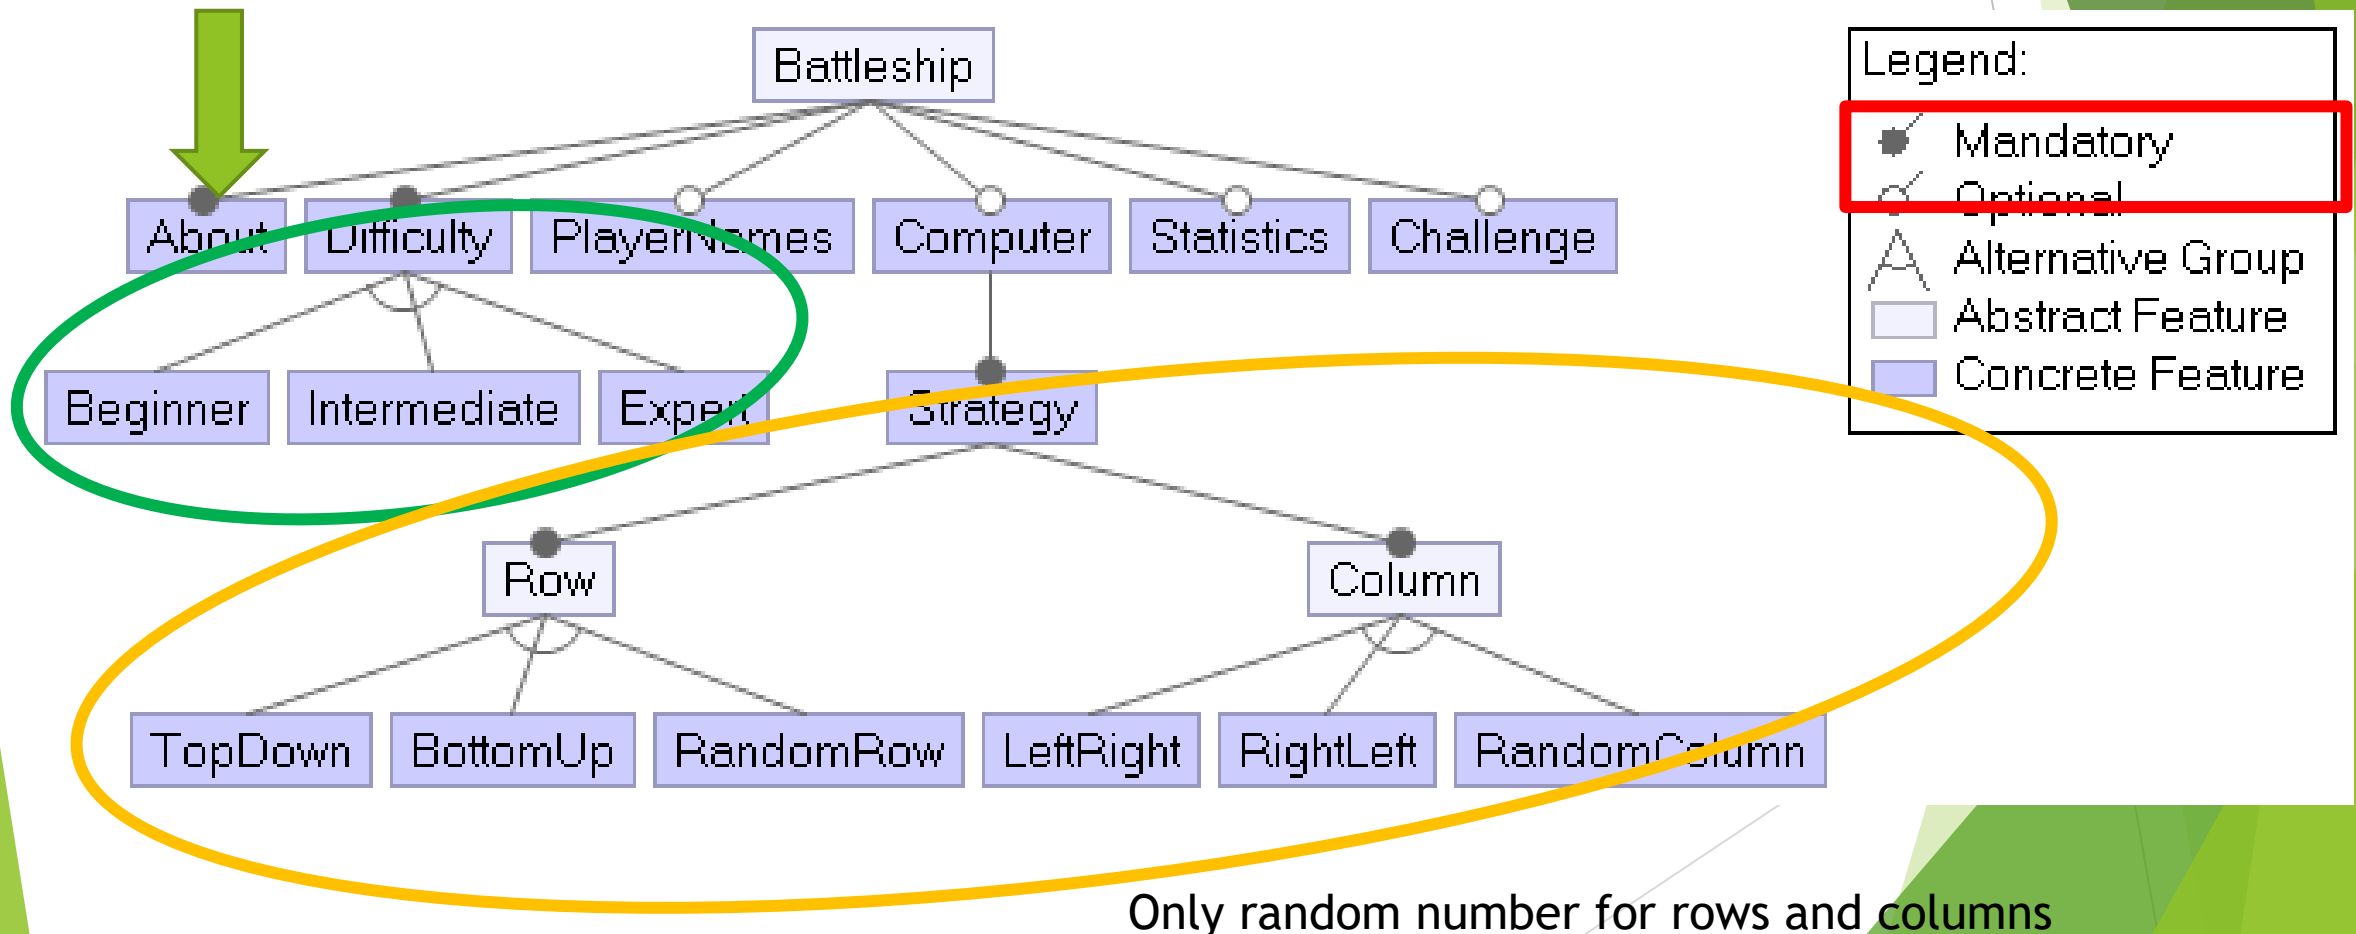 Battleship
Legend:
Mandatory
Optional
Alternative Group
Abstract Feature
Concrete Feature
About
Difficulty
PlayerNames
Computer
Statistics
Challenge
Beginner
Intermediate
Expert
Strategy
Row
Column
TopDown
BottomUp
RandomRow
LeftRight
RightLeft
RandomColumn
Only random number for rows and columns